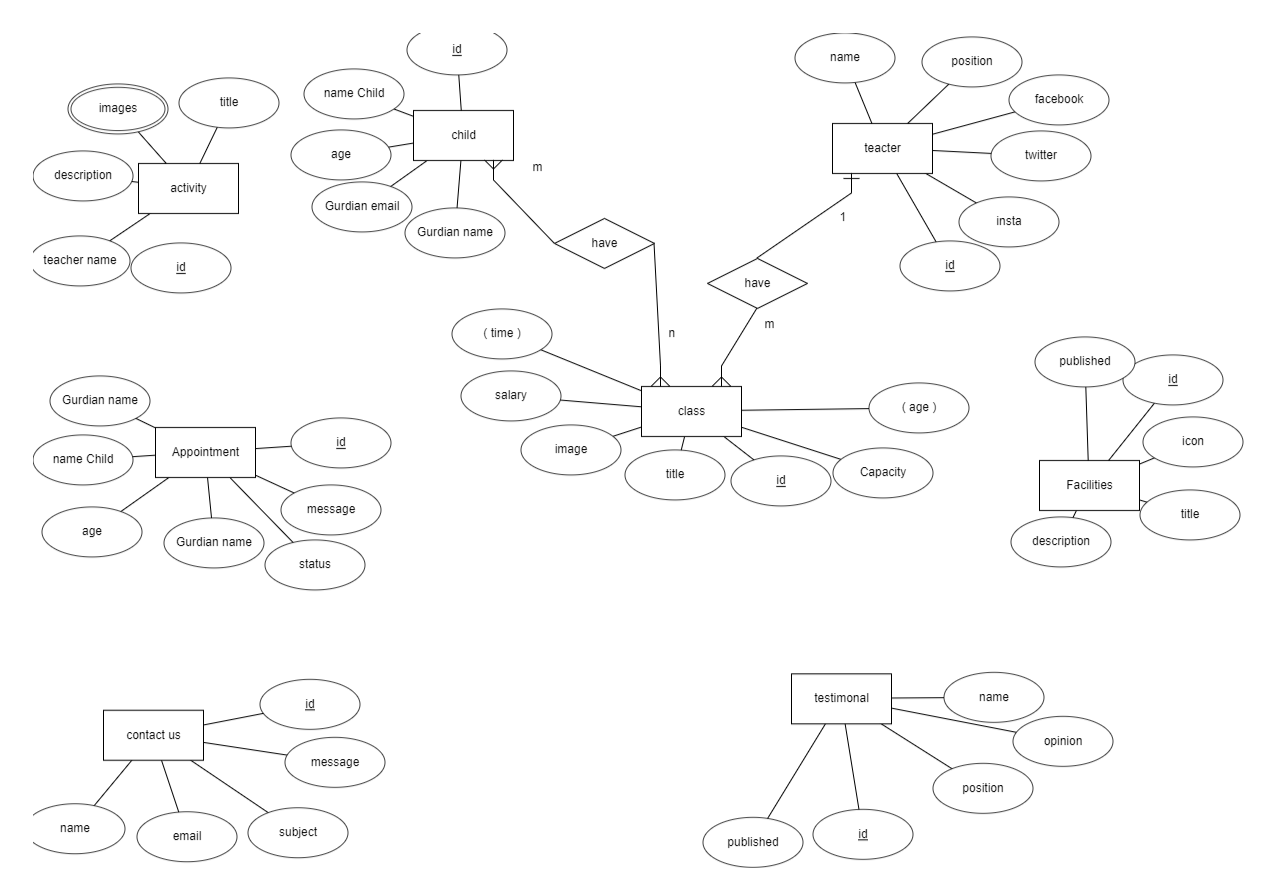 id
name
position
name Child
title
images
facebook
child
teacter
age
twitter
m
description
activity
Gurdian email
1
insta
Gurdian name
have
teacher name
id
id
have
m
( time )
n
published
id
salary
Gurdian name
class
( age )
id
icon
image
Appointment
name Child
title
id
Capacity
Facilities
message
title
age
Gurdian name
description
status
id
testimonal
name
contact us
opinion
message
position
name
email
subject
id
published